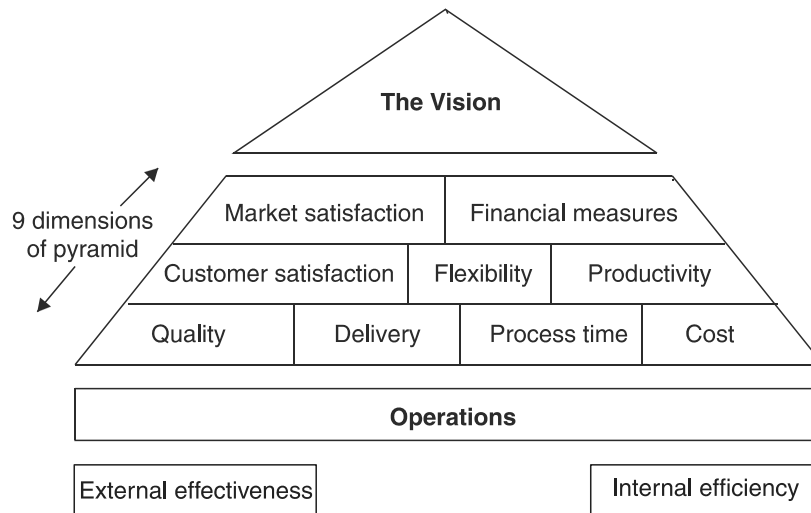 The Vision
9 dimensions
of pyramid
Market satisfaction
Financial measures
Customer satisfaction
Flexibility
Productivity
Quality
Delivery
Process time
Cost
Operations
External effectiveness
Internal efficiency